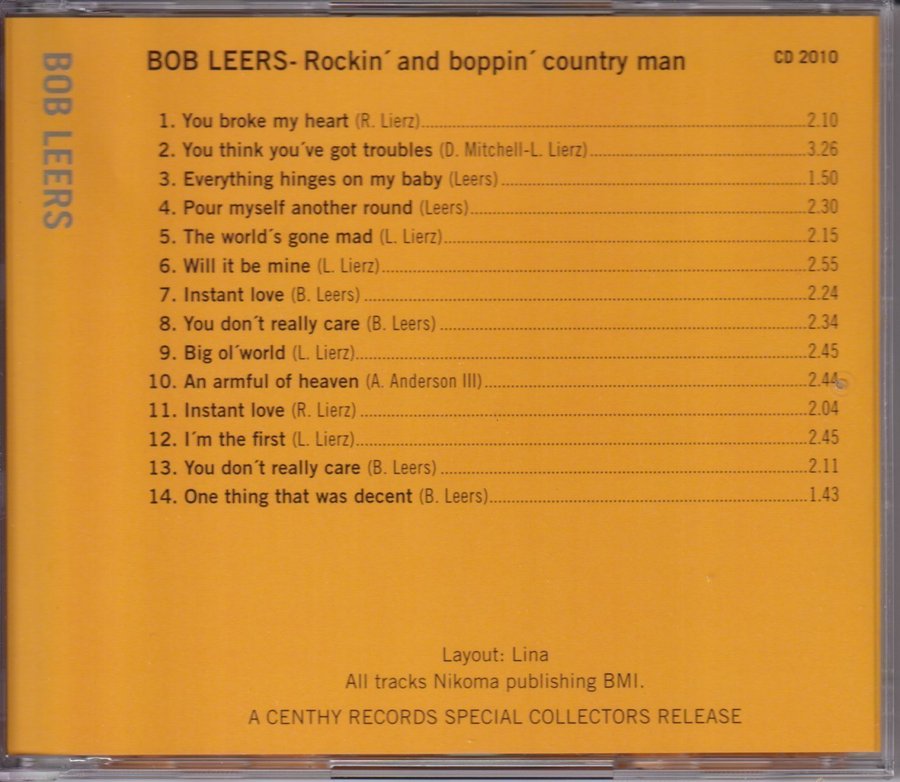 BOB LEERS
BOB LEERS- Rockin´ and boppin´ country man CD 2010
1. You broke my heart (R. Lierz)........2.10
2. You think you´ve got troubles (D. Mitchell-L. Lierz)........3.26
3. Everything hinges on my baby (Leers)........1.50
4. Pour myself another round (Leers)........2.30
5. The world´s gone mad (L. Lierz)........2.15
6. Will it be mine (L. Lierz)........2.55
7. Instant love (B. Leers)........2.24
8. You don´t really care (B. Leers)........2.34
9. Big ol´world (L. Lierz)........2.45
10. An armful of heaven (A. Anderson III)........2.44
11. Instant love (R. Lierz)........2.04
12. I´m the first (L. Lierz)........2.45
13. You don´t really care (B. Leers)........2.11
14. One thing that was decent (B. Leers)........1.43
Layout: Lina
All tracks Nikoma publishing BMI.
A CENTHY RECORDS SPECIAL COLLECTORS RELEASE